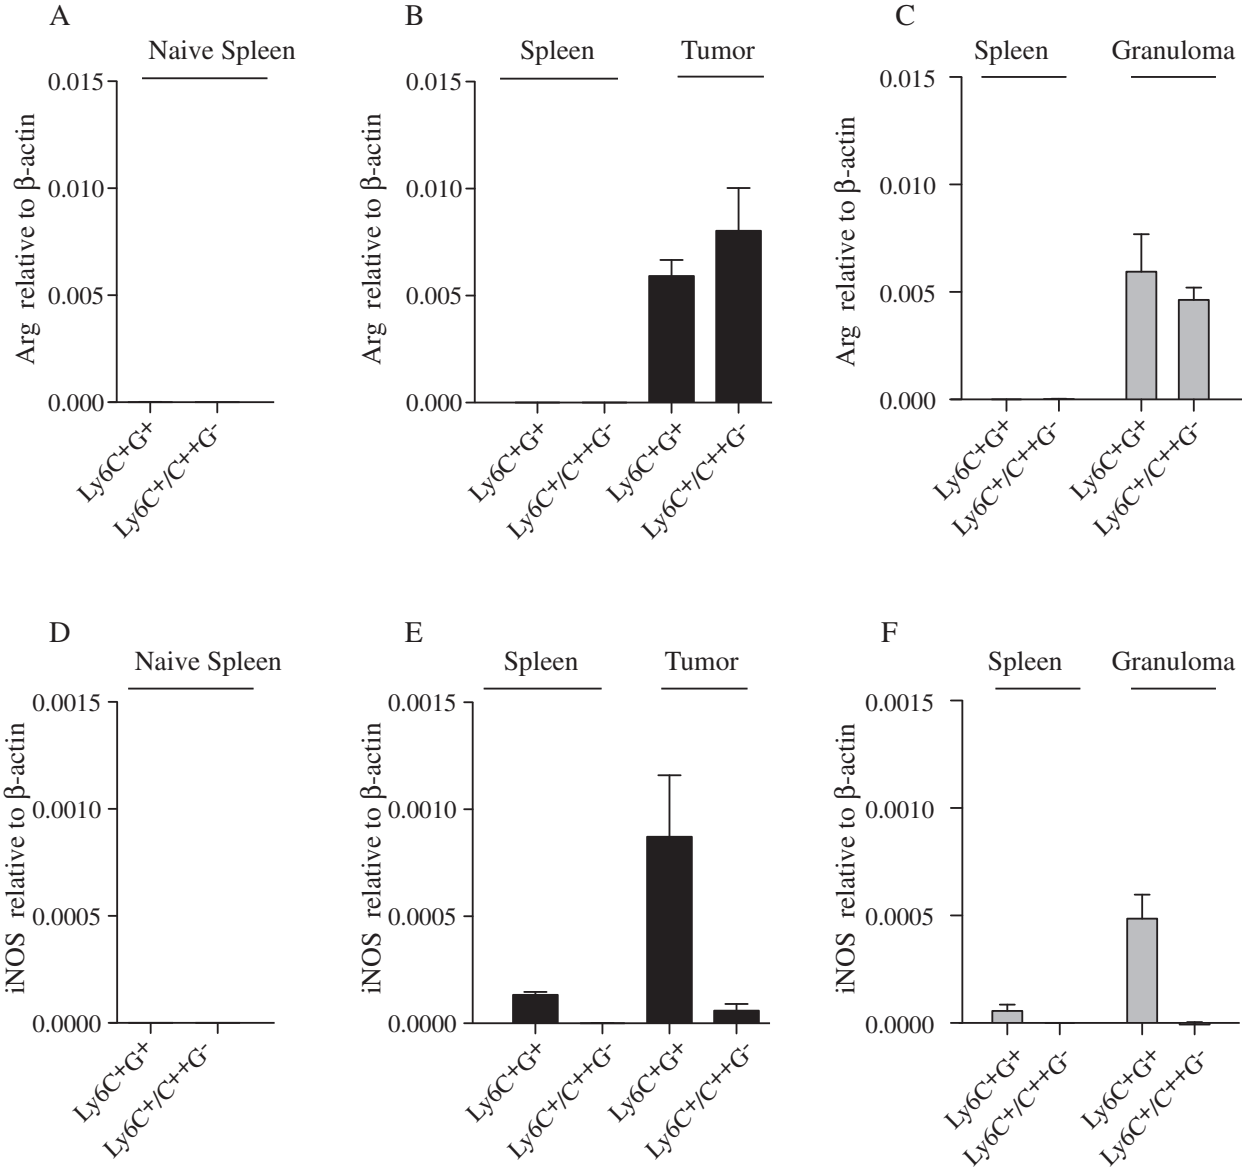 A
Naive Spleen
0.015
0.010
0.005
0.000
Arg relative to β-actin
Ly6C+G+
Ly6C+/C++G-
B
Spleen
Tumor
0.015
0.010
0.005
0.000
Arg relative to β-actin
Ly6C+G+
Ly6C+/C++G-
Ly6C+G+
Ly6C+/C++G-
C
Spleen
Granuloma
0.015
0.010
0.005
0.000
Arg relative to β-actin
Ly6C+G+
Ly6C+/C++G-
Ly6C+G+
Ly6C+/C++G-
D
Naive Spleen
0.0015
0.0010
0.0005
0.0000
iNOS relative to β-actin
Ly6C+G+
Ly6C+/C++G-
E
Spleen
Tumor
0.0015
0.0010
0.0005
0.0000
iNOS relative to β-actin
Ly6C+G+
Ly6C+/C++G-
Ly6C+G+
Ly6C+/C++G-
F
Spleen
Granuloma
0.0015
0.0010
0.0005
0.0000
iNOS relative to β-actin
Ly6C+G+
Ly6C+/C++G-
Ly6C+G+
Ly6C+/C++G-